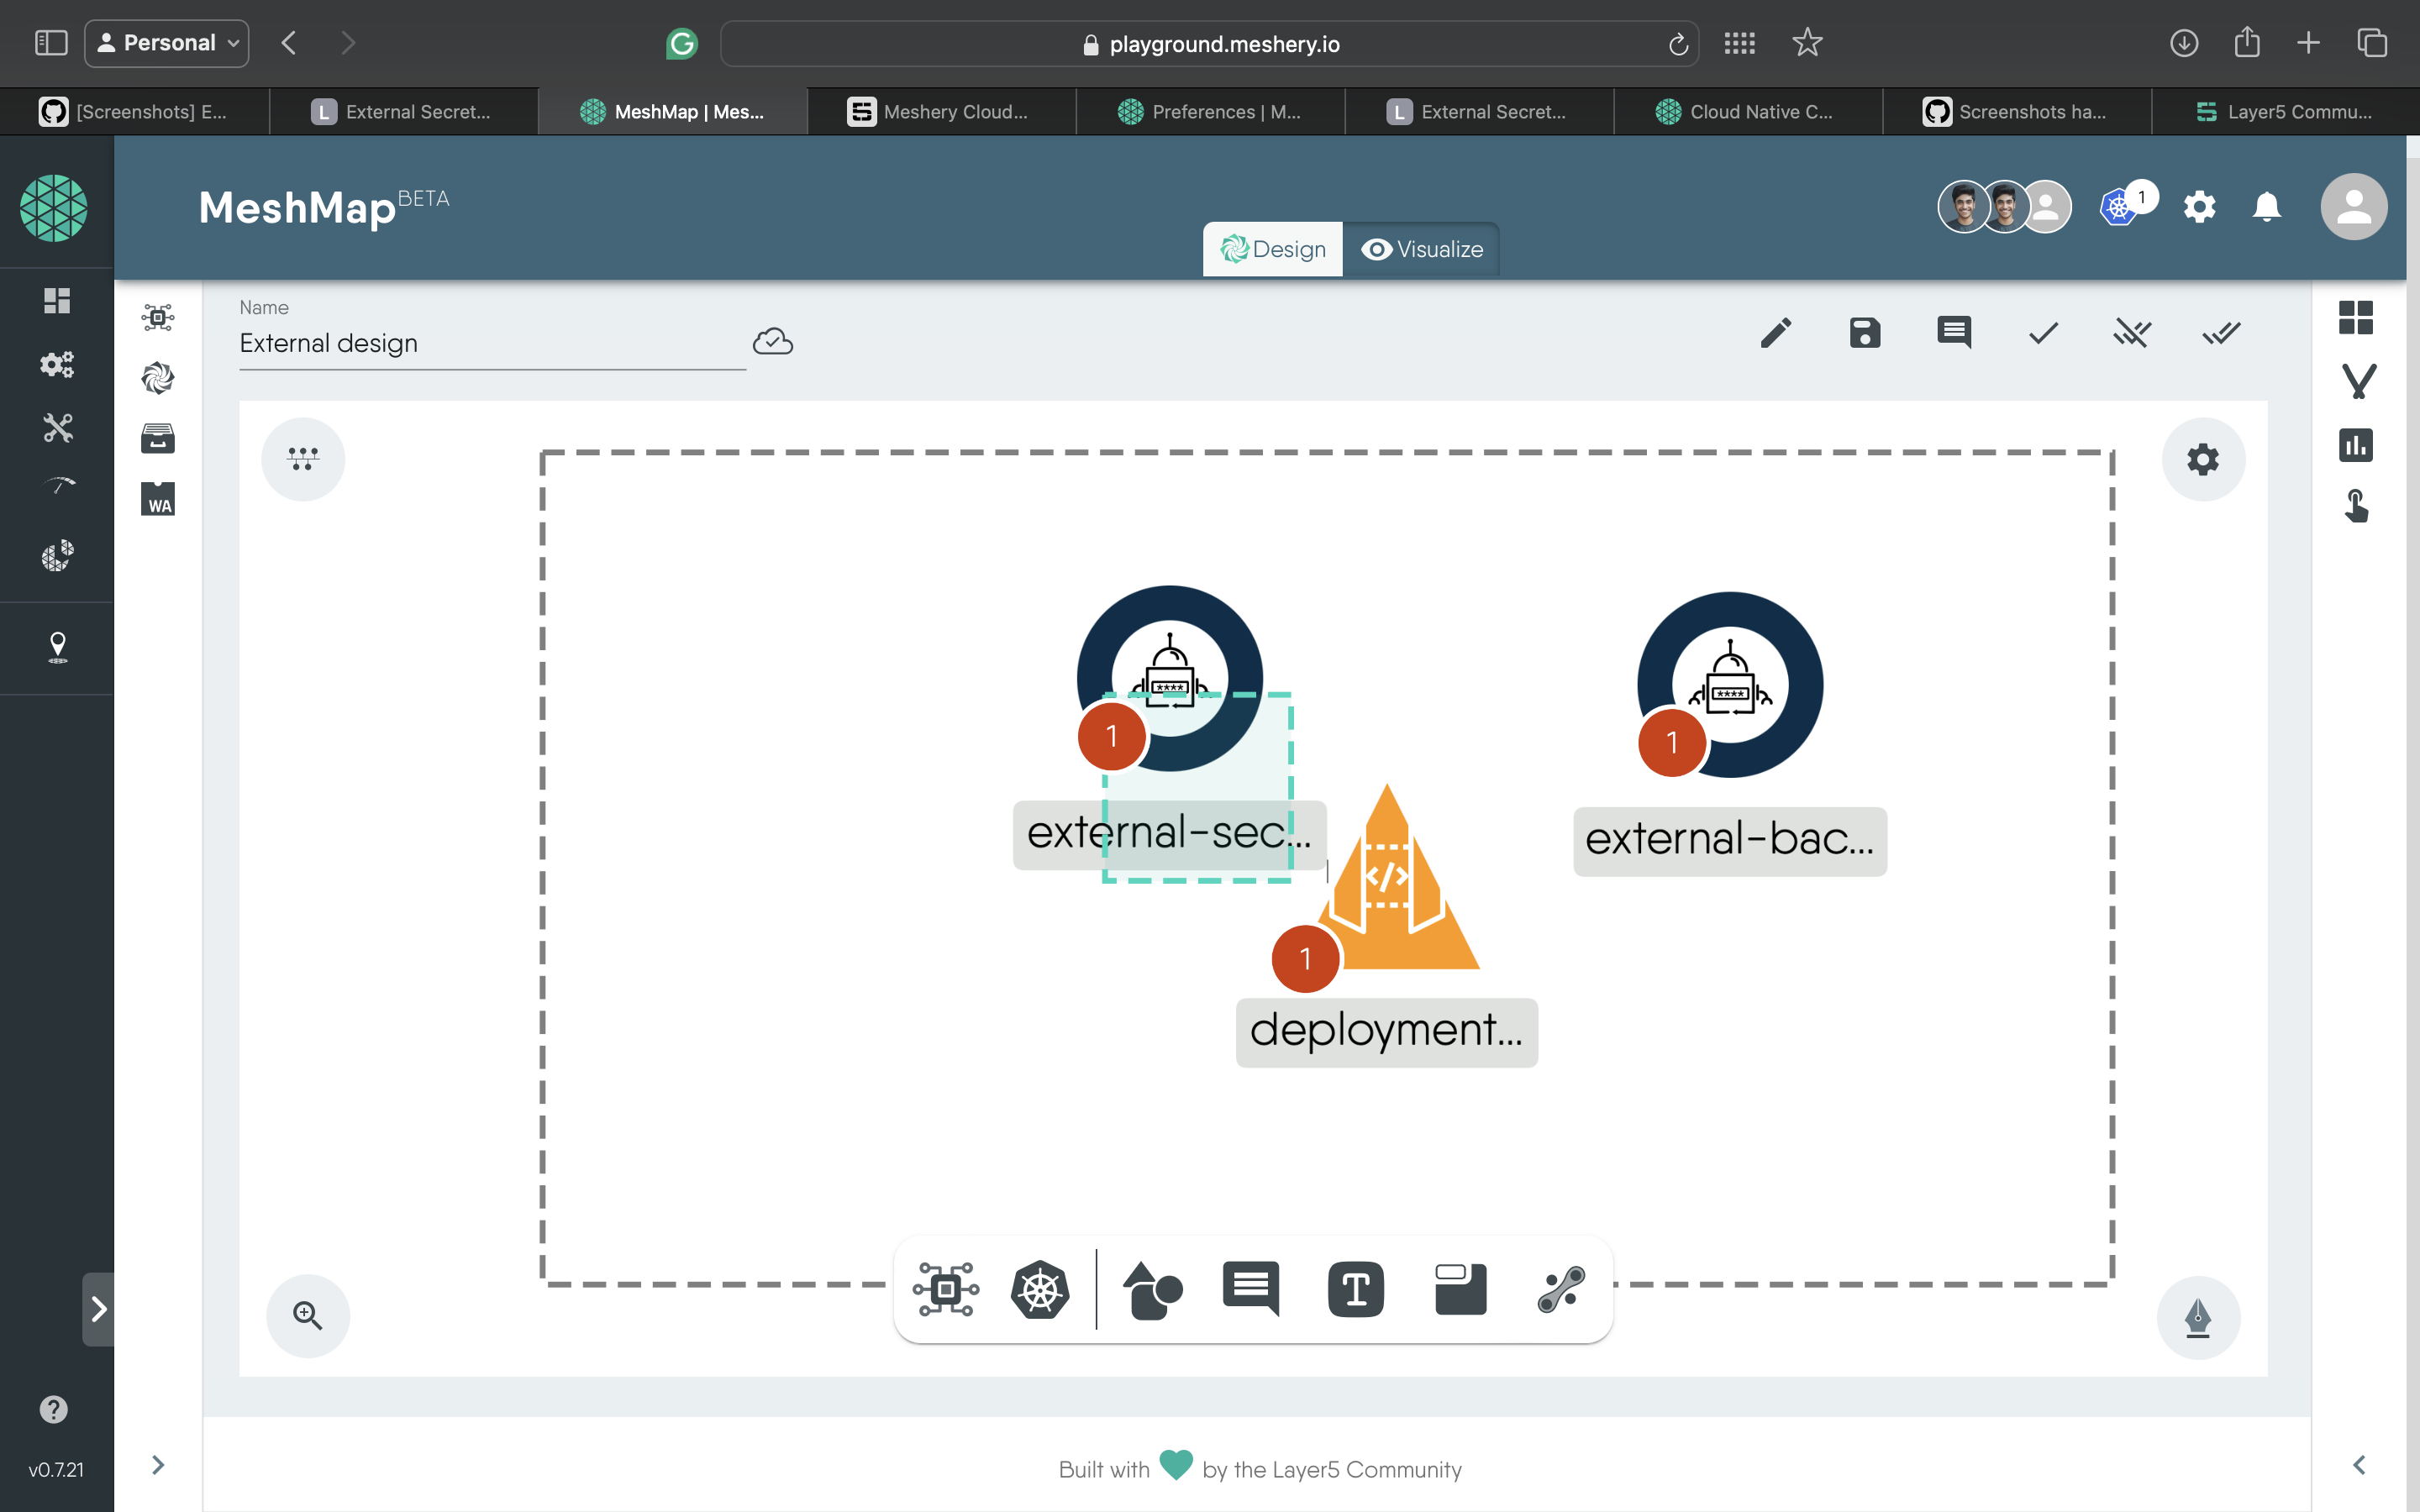 Personal
playground.meshery.io
[Screenshots] E...
L External Secret...
MeshMap | Mes...
Meshery Cloud...
Preferences | M...
L External Secret...
Cloud Native C...
Screenshots ha...
Layer5 Commu...
MeshMap BETA
1
Design
Visualize
Name
External design
WA
****
****
1
1
external-sec...
external-bac...
</>
1
deployment...
T
?
v0.7.21
Built with by the Layer5 Community